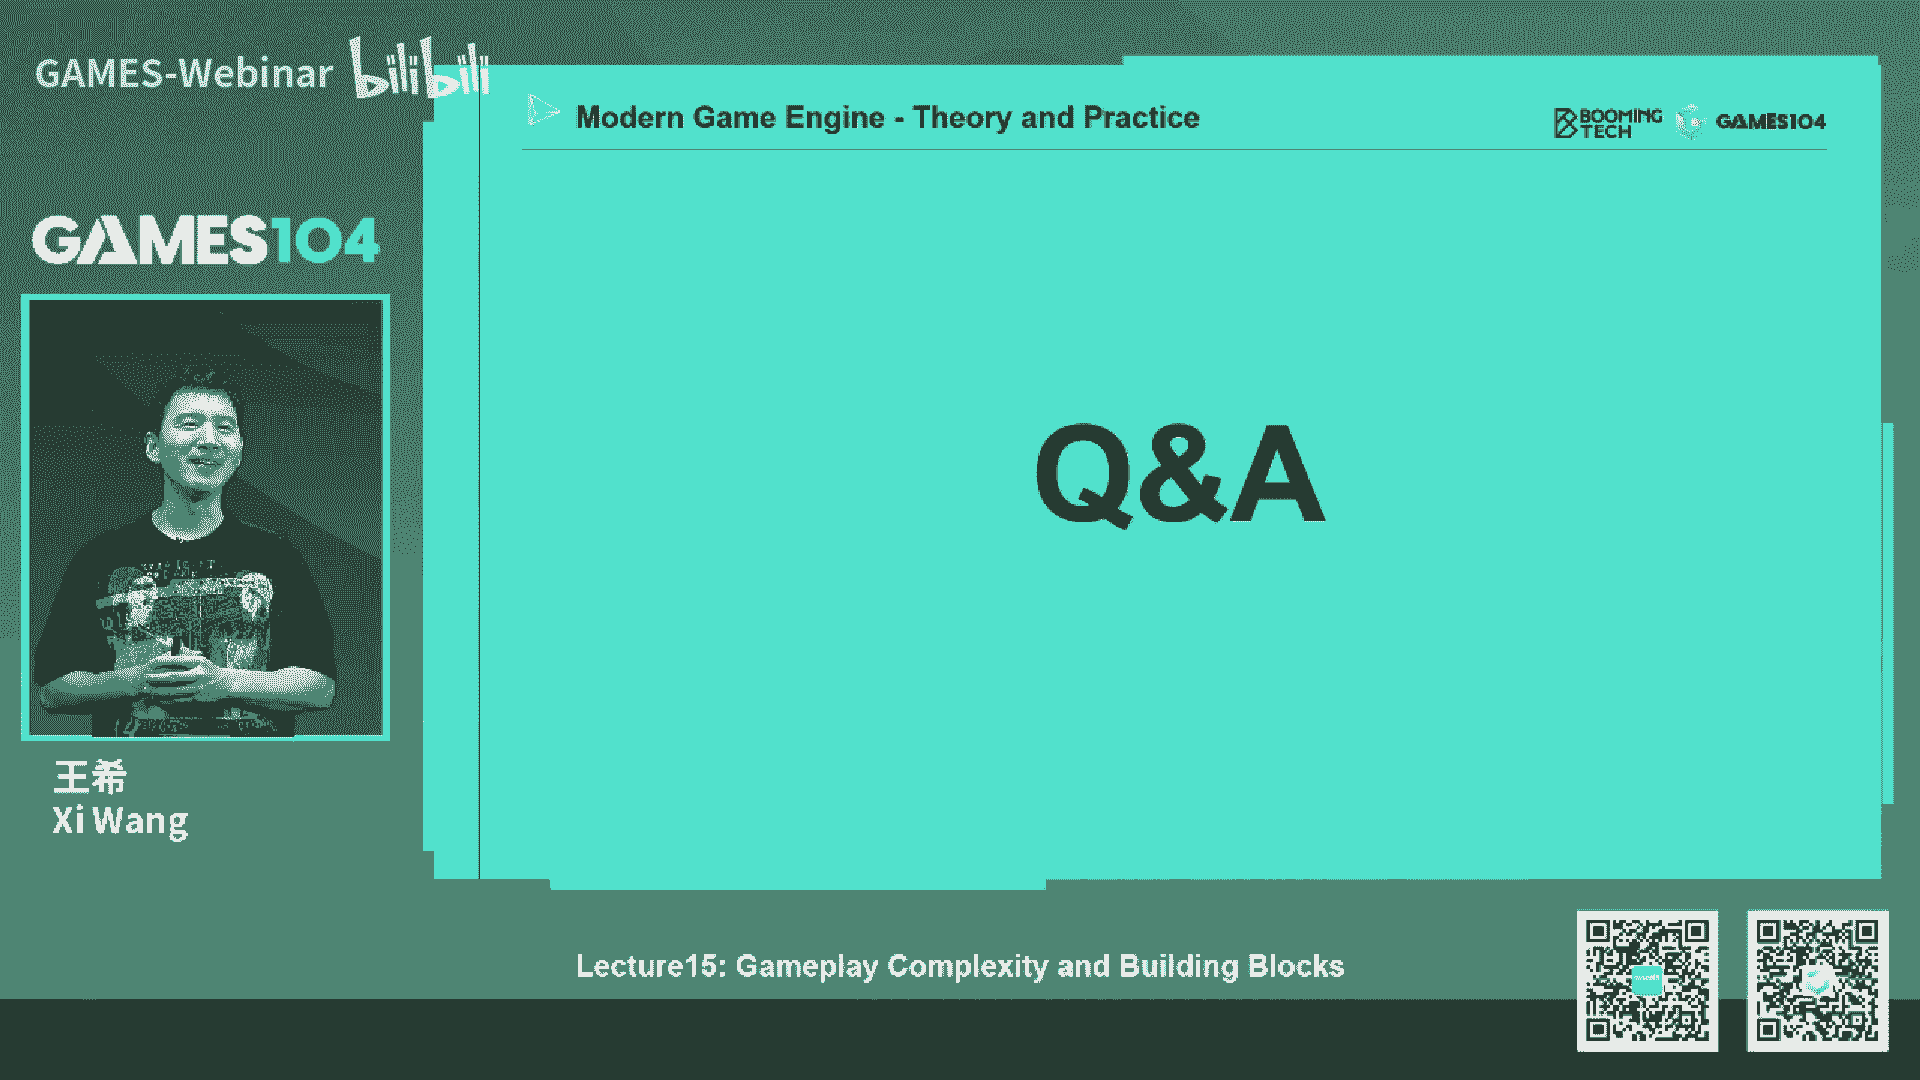 GAMES-Webinar bilibili
Modern Game Engine - Theory and Practice
BOOMING
TECH
GAMES104
GAMES104
Q&A
王希
Xi Wang
Lecture15: Gameplay Complexity and Building Blocks